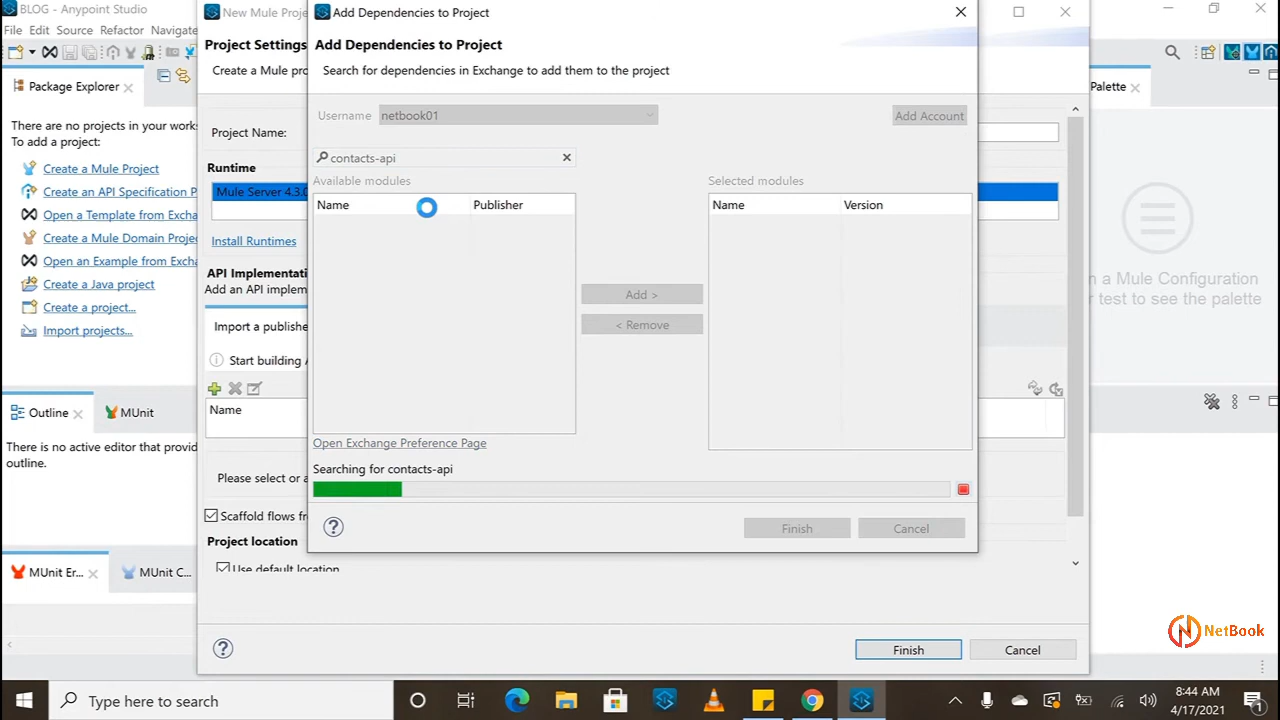 BLOG - Anypoint Studio
File Edit Source Refactor Navigate
Package Explorer
There are no projects in your works
To add a project:
Create a Mule Project
Create an API Specification P
Open a Template from Excha
Create a Mule Domain Projec
Open an Example from Excha
Create a Java project
Create a project...
Import projects...
Outline
MUnit
There is no active editor that provid
outline.
MUnit Er...
MUnit C...
New Mule Proje
Project Settings
Create a Mule pro
Project Name:
Runtime
Mule Server 4.3.0
Install Runtimes
API Implementati
Add an API implem
Import a publishe
Start building A
Name
Please select or a
Scaffold flows fr
Project location
Use default location
Finish
Cancel
Add Dependencies to Project
Add Dependencies to Project
Search for dependencies in Exchange to add them to the project
Username netbook01 Add Account
contacts-api
Available modules Selected modules
Name Publisher Name Version
Add >
< Remove
Open Exchange Preference Page
Searching for contacts-api
Finish Cancel
Palette
n a Mule Configuration
r test to see the palette
NetBook
Type here to search
8:44 AM
4/17/2021
1